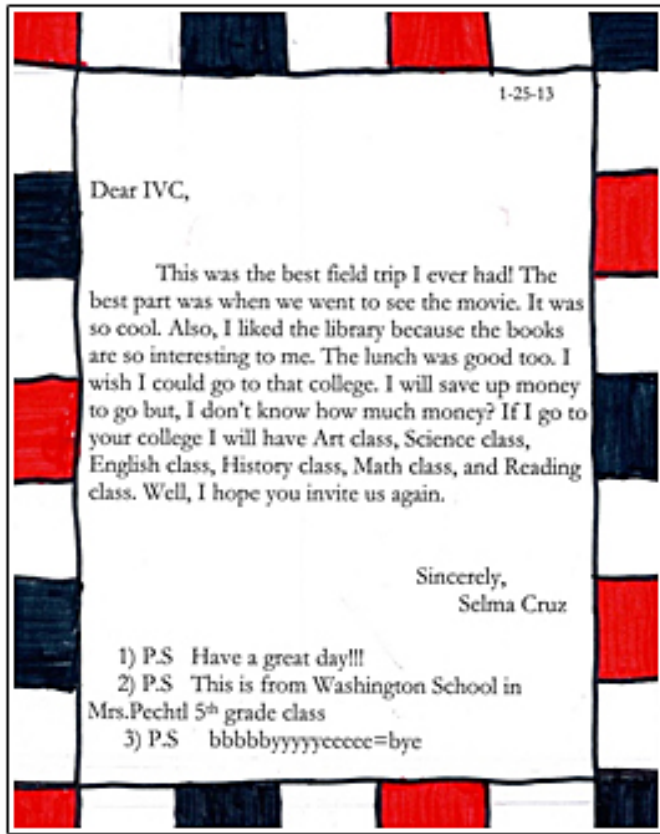 1-25-13
Dear IVC,
This was the best field trip I ever had! The
best part was when we went to see the movie. It was
so cool. Also, I liked the library because the books
are so interesting to me. The lunch was good too. I
wish I could go to that college. I will save up money
to go but, I don't know how much money? If I go to
your college I will have Art class, Science class,
English class, History class, Math class, and Reading
class. Well, I hope you invite us again.
Sincerely,
Selma Cruz
1) P.S Have a great day!!!
2) P.S This is from Washington School in
Mrs.Pechtl 5th grade class
3) P.S bbbbbyyyyyeeeee=bye